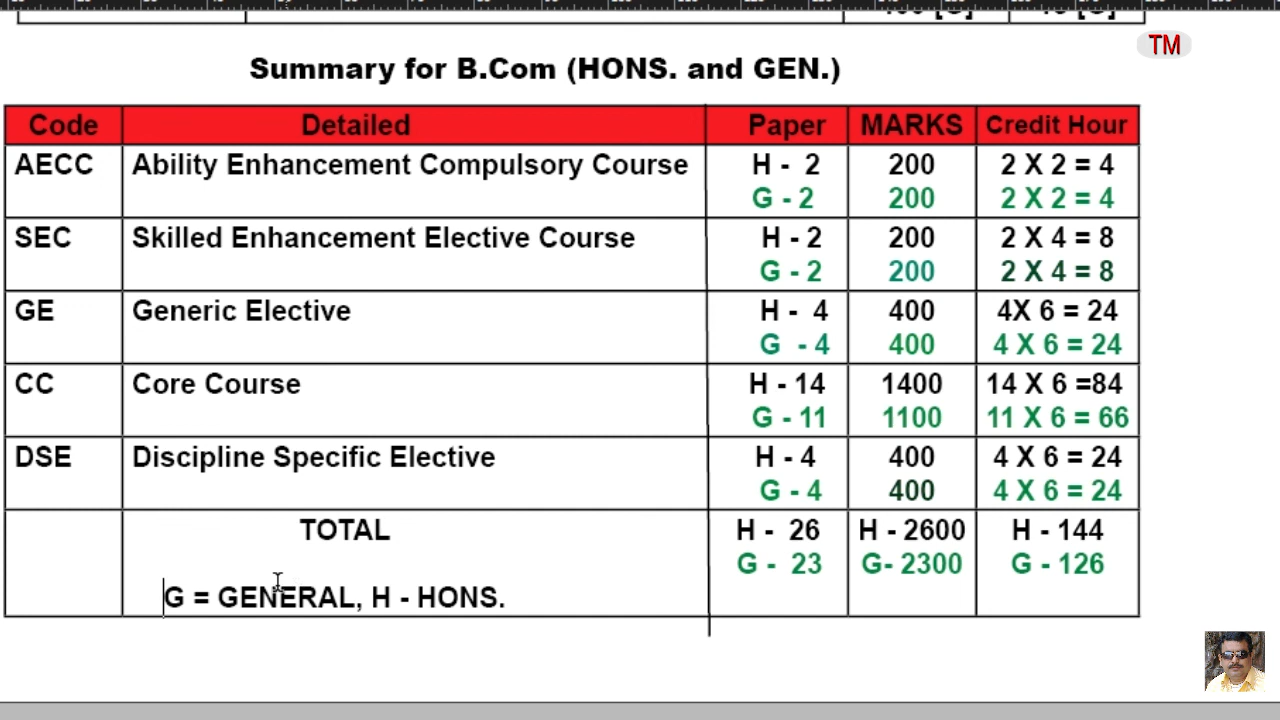 TM
Summary for B.Com (HONS. and GEN.)
Code Detailed Paper MARKS Credit Hour
AECC Ability Enhancement Compulsory Course H - 2 200 2 X 2 = 4
G - 2 200 2 X 2 = 4
SEC Skilled Enhancement Elective Course H - 2 200 2 X 4 = 8
G - 2 200 2 X 4 = 8
GE Generic Elective H - 4 400 4X 6 = 24
G - 4 400 4 X 6 = 24
CC Core Course H - 14 1400 14 X 6 =84
G - 11 1100 11 X 6 = 66
DSE Discipline Specific Elective H - 4 400 4 X 6 = 24
G - 4 400 4 X 6 = 24
TOTAL H - 26 H - 2600 H - 144
G - 23 G- 2300 G - 126
G = GENERAL, H - HONS.